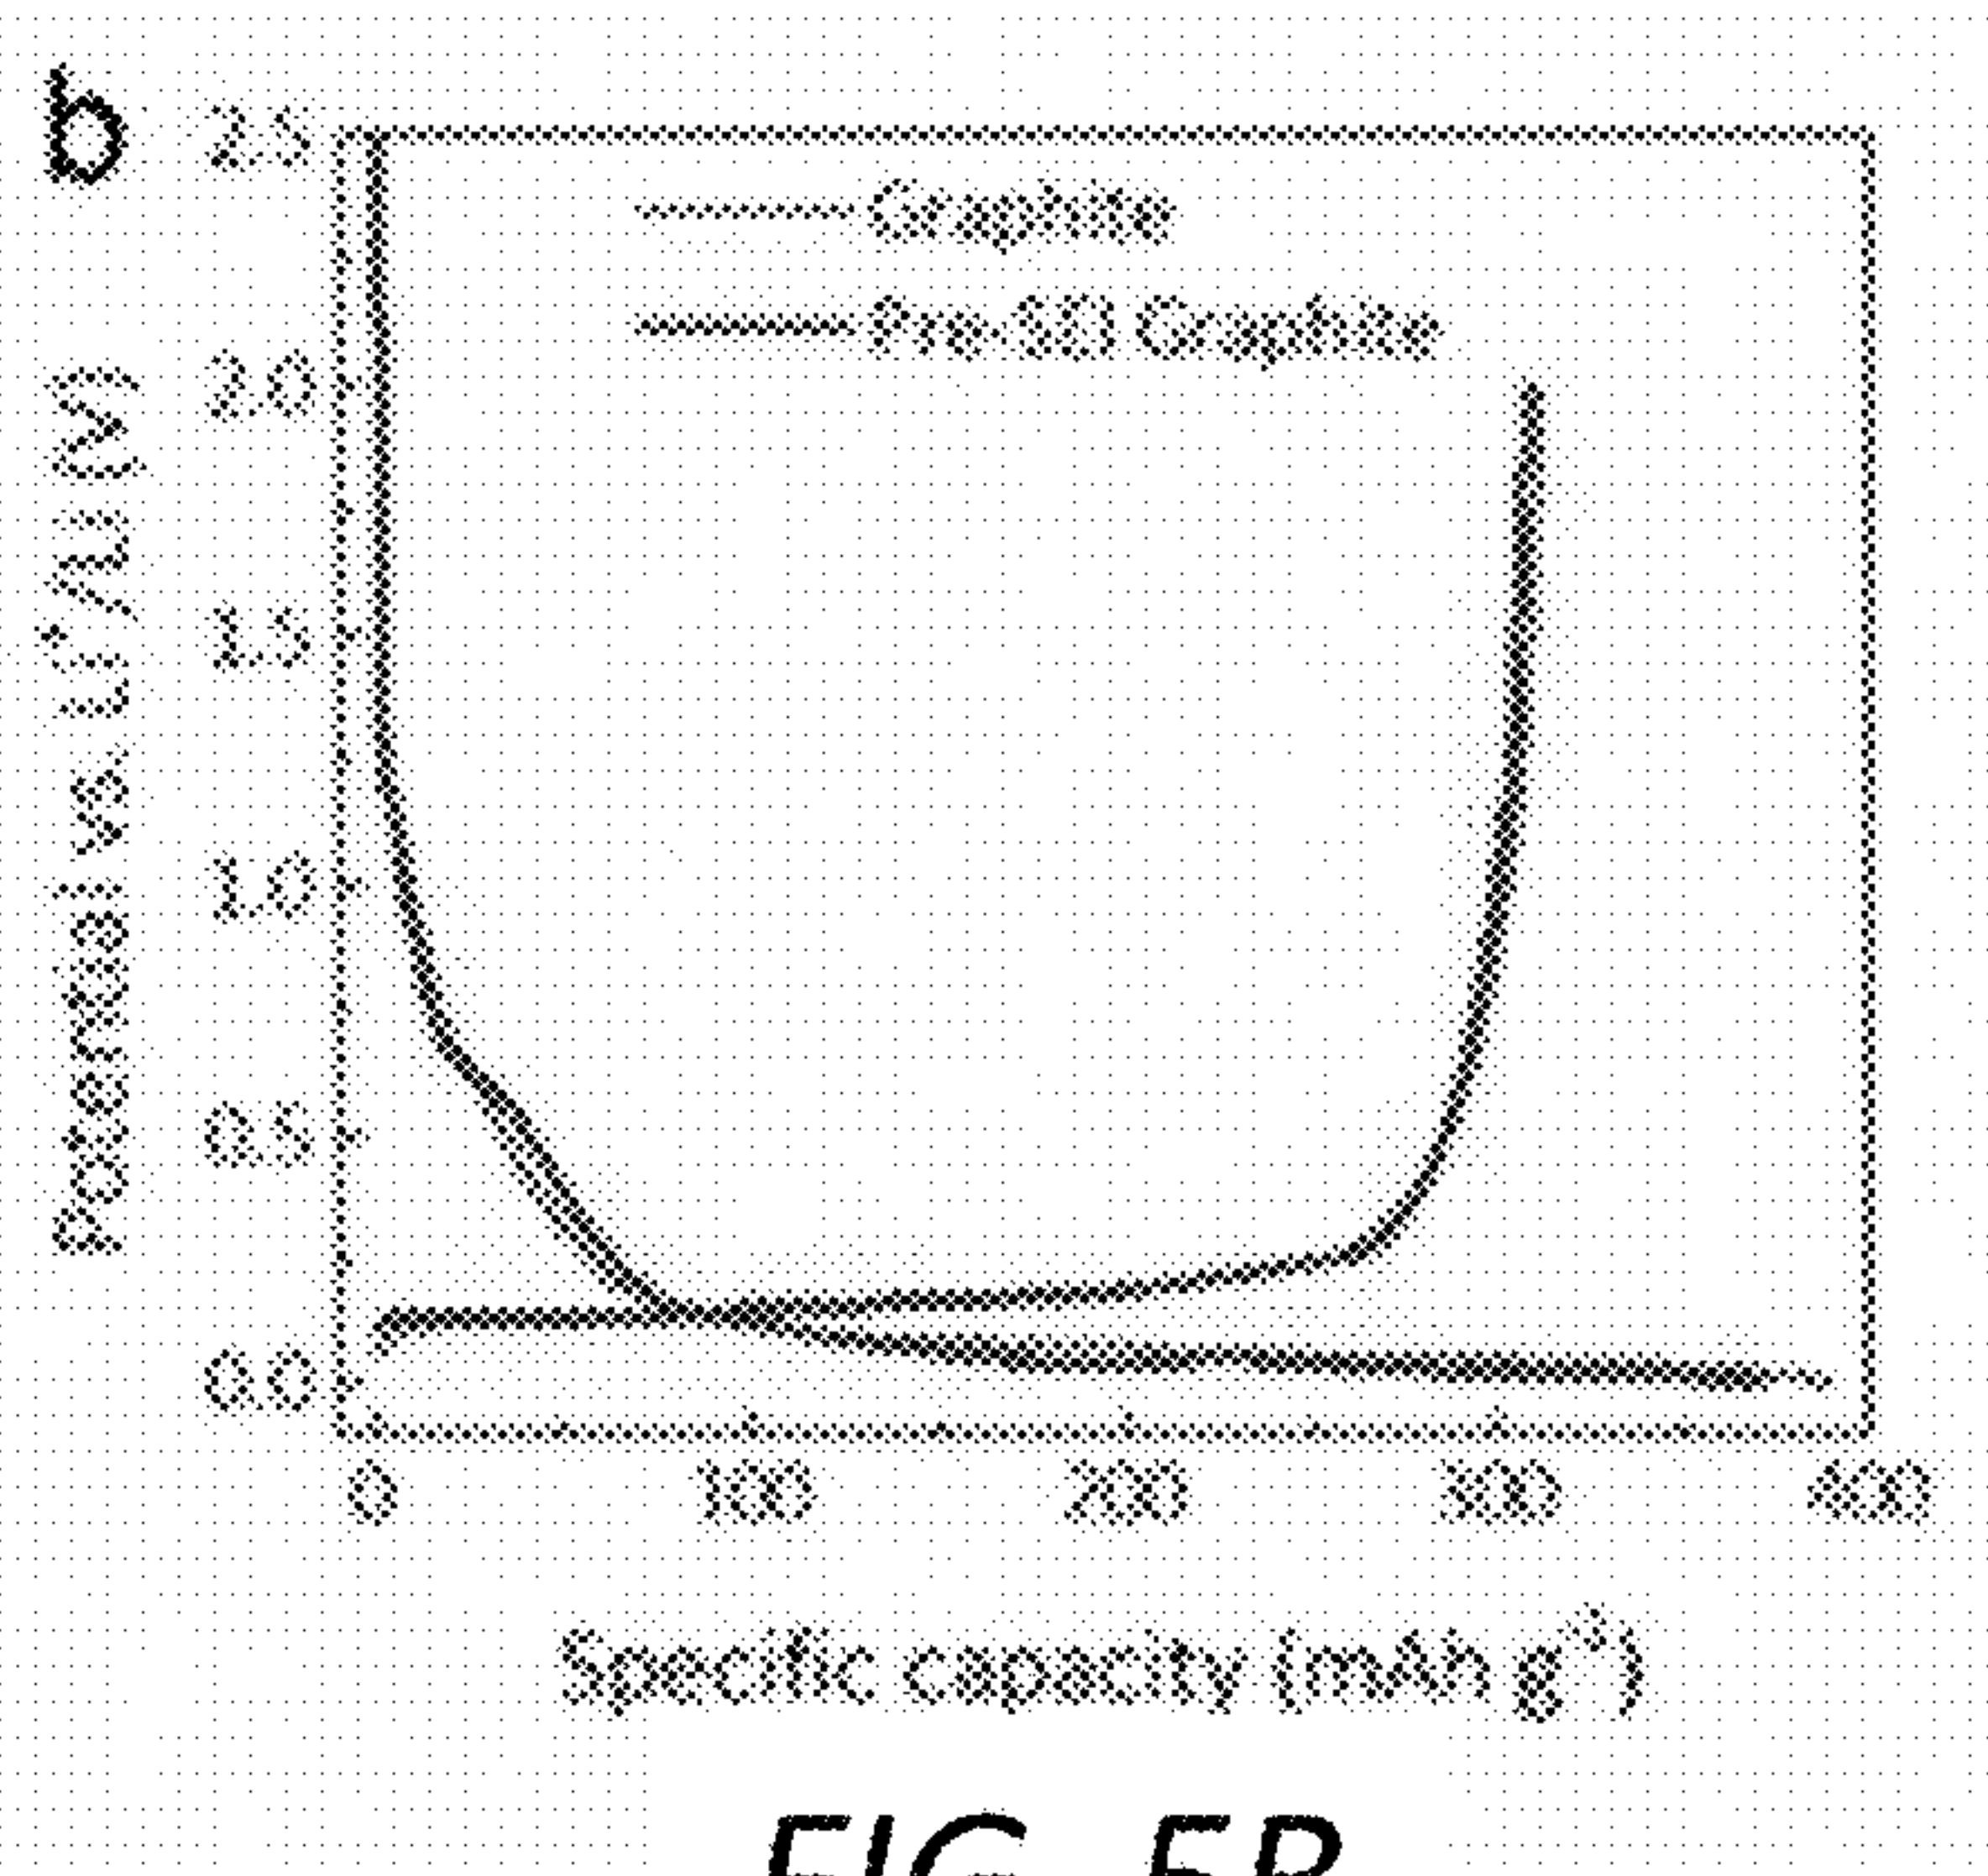 b
2.5
Graphite
Pre-SEI Graphite
2.0
1.5
1.0
0.5
0.0
Potential vs. Li⁺/Li (V)
0 100 200 300 400
Specific capacity (mAh g⁻¹)
FIG. 5B